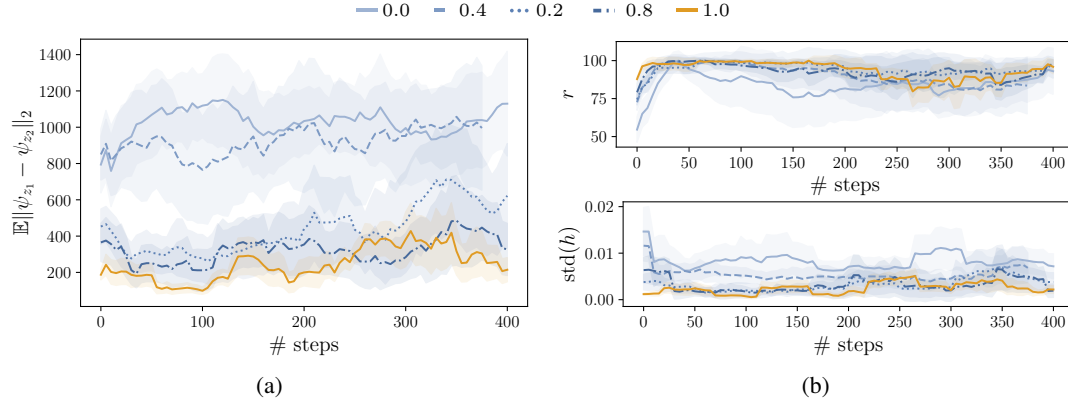 0.0 0.4 0.2 0.8 1.0
1400
1200
1000
800
600
400
200
0 100 200 300 400
# steps
𝔼‖ψ_{z_1} − ψ_{z_2}‖_2
(a)
100
75
50
r
0 50 100 150 200 250 300 350 400
# steps
0.02
0.01
0.00
std(h)
0 50 100 150 200 250 300 350 400
# steps
(b)